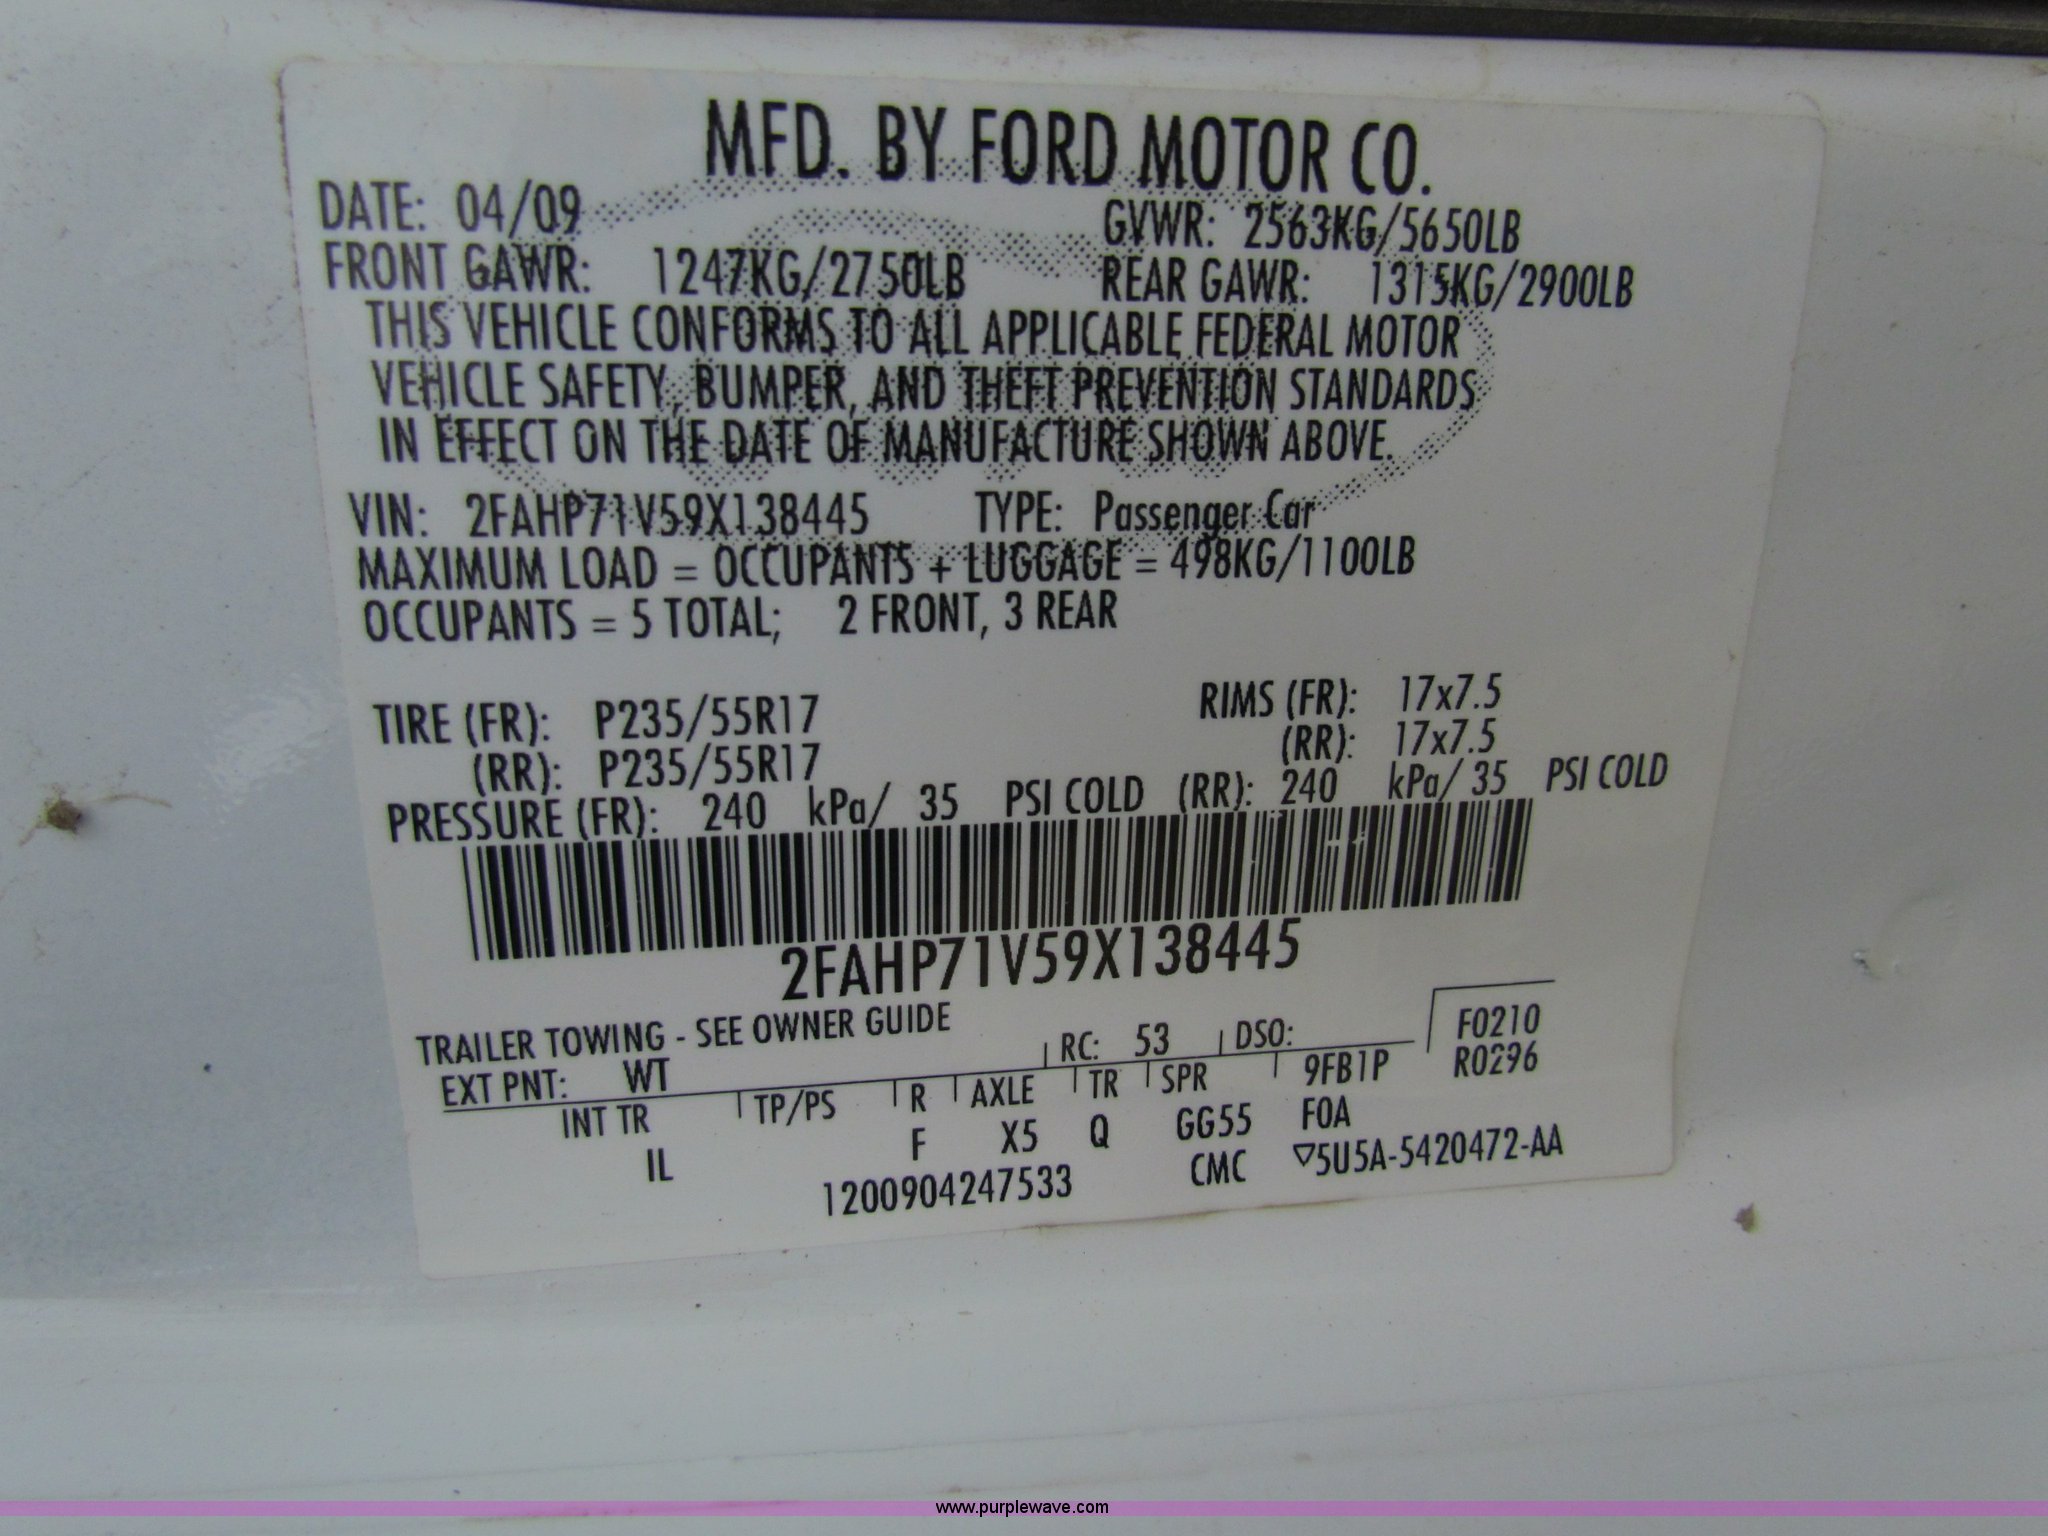 MFD. BY FORD MOTOR CO.
DATE: 04/09 GVWR: 2563KG/5650LB
FRONT GAWR: 1247KG/2750LB REAR GAWR: 1315KG/2900LB
THIS VEHICLE CONFORMS TO ALL APPLICABLE FEDERAL MOTOR
VEHICLE SAFETY, BUMPER, AND THEFT PREVENTION STANDARDS
IN EFFECT ON THE DATE OF MANUFACTURE SHOWN ABOVE.
VIN: 2FAHP71V59X138445 TYPE: Passenger Car
MAXIMUM LOAD = OCCUPANTS + LUGGAGE = 498KG/1100LB
OCCUPANTS = 5 TOTAL; 2 FRONT, 3 REAR
TIRE (FR): P235/55R17 RIMS (FR): 17x7.5
(RR): P235/55R17 (RR): 17x7.5
PRESSURE (FR): 240 kPa/ 35 PSI COLD (RR): 240 kPa/ 35 PSI COLD
2FAHP71V59X138445
TRAILER TOWING - SEE OWNER GUIDE
EXT PNT: WT RC: 53 DSO: F0210
INT TR TP/PS R AXLE TR SPR 9FB1P R0296
IL F X5 Q GG55 FOA
1200904247533 CMC ▽5U5A-5420472-AA
www.purplewave.com